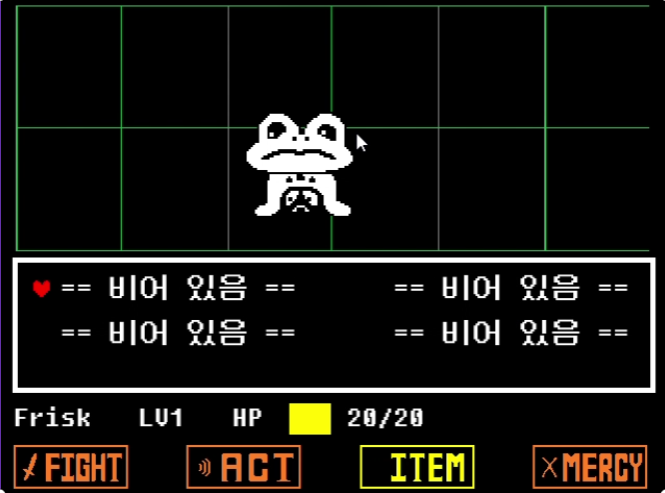 == 비어 있음 == == 비어 있음 ==
== 비어 있음 == == 비어 있음 ==
Frisk LV1 HP 20/20
FIGHT ACT ITEM MERCY